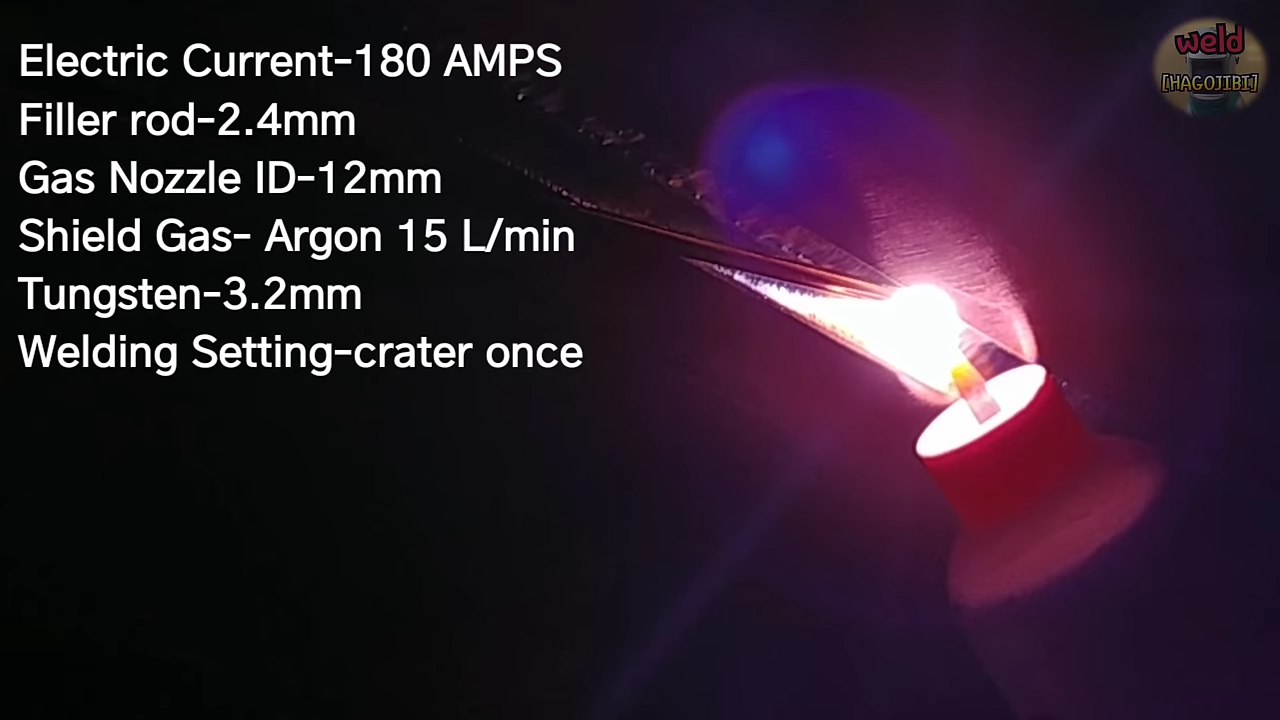 Electric Current-180 AMPS
Filler rod-2.4mm
Gas Nozzle ID-12mm
Shield Gas- Argon 15 L/min
Tungsten-3.2mm
Welding Setting-crater once
weld
[HAGOJIBI]